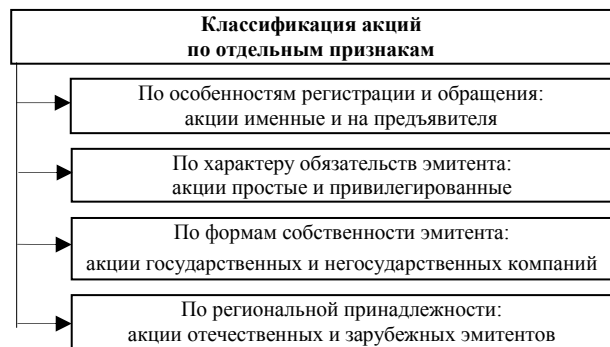 Классификация акций
по отдельным признакам
По особенностям регистрации и обращения:
акции именные и на предъявителя
По характеру обязательств эмитента:
акции простые и привилегированные
По формам собственности эмитента:
акции государственных и негосударственных компаний
По региональной принадлежности:
акции отечественных и зарубежных эмитентов